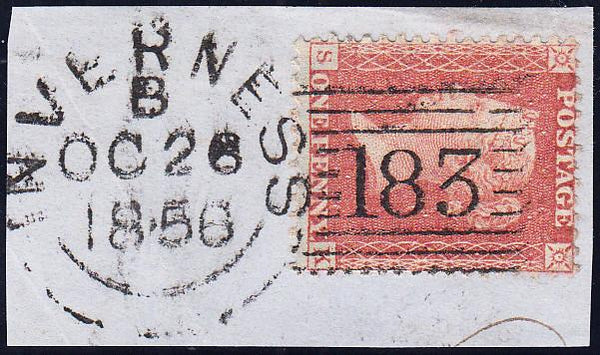 INVERNESS
B
OC 26
1856
183
POSTAGE
S ONE PENNY K